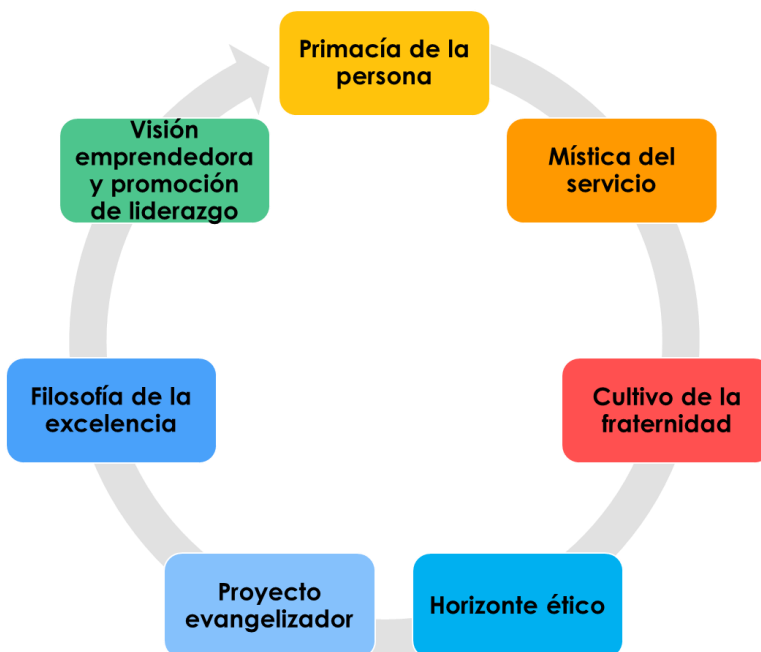 Primacía de la
persona
Mística del
servicio
Cultivo de la
fraternidad
Horizonte ético
Proyecto
evangelizador
Filosofía de la
excelencia
Visión
emprendedora
y promoción
de liderazgo